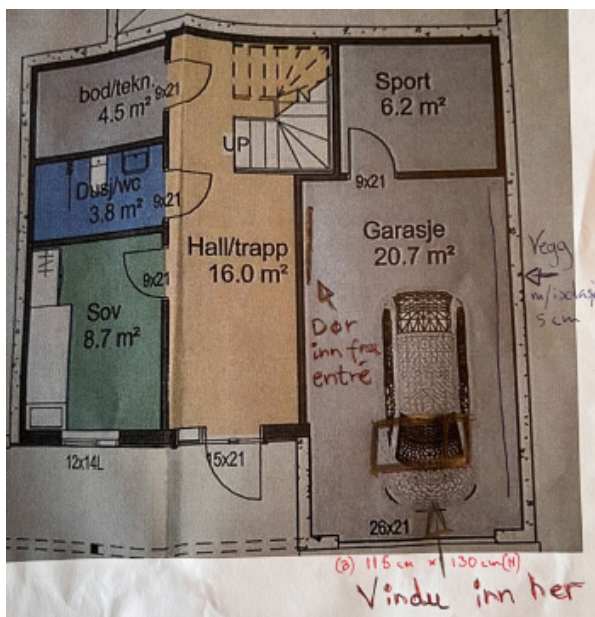 bod/tekn.
4.5 m²
9x21
Sport
6.2 m²
UP
N
Dusj/wc
3.8 m²
9x21
9x21
Hall/trapp
16.0 m²
Garasje
20.7 m²
Vegg
m/isolasj
5 cm
9x21
Sov
8.7 m²
Dør
inn fra
entré
12x14L
15x21
26x21
(B) 115 cm x 130 cm (H)
Vindu inn her